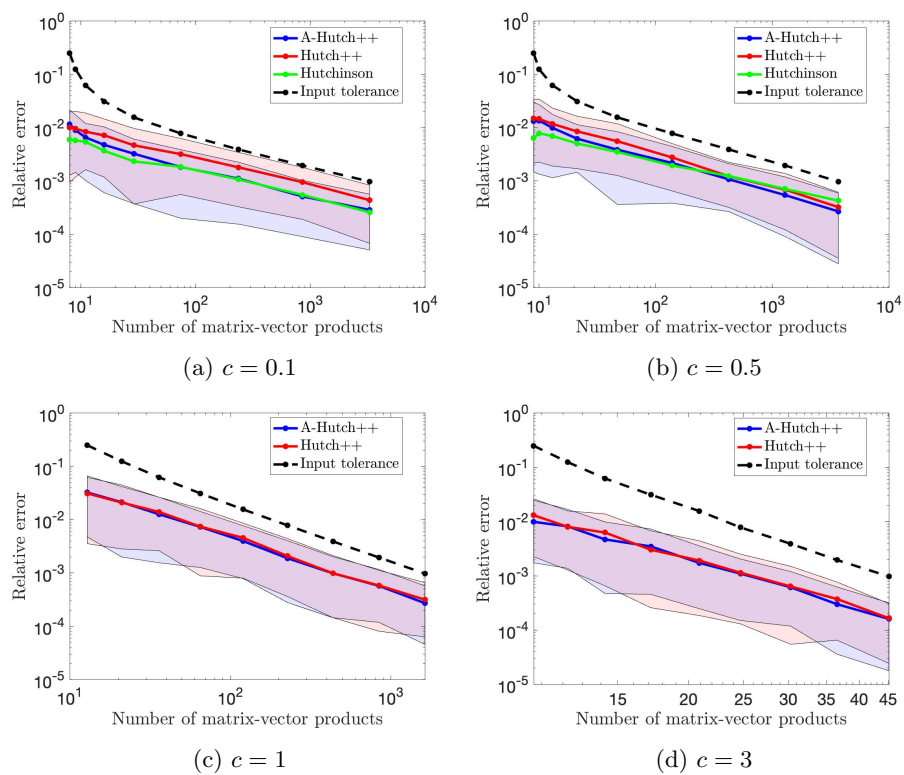 10^0
10^-1
10^-2
10^-3
10^-4
10^-5
Relative error
A-Hutch++
Hutch++
Hutchinson
Input tolerance
10^1
10^2
10^3
10^4
Number of matrix-vector products
(a) c = 0.1
10^0
10^-1
10^-2
10^-3
10^-4
10^-5
Relative error
A-Hutch++
Hutch++
Hutchinson
Input tolerance
10^1
10^2
10^3
10^4
Number of matrix-vector products
(b) c = 0.5
10^0
10^-1
10^-2
10^-3
10^-4
10^-5
Relative error
A-Hutch++
Hutch++
Input tolerance
10^1
10^2
10^3
Number of matrix-vector products
(c) c = 1
10^0
10^-1
10^-2
10^-3
10^-4
10^-5
Relative error
A-Hutch++
Hutch++
Input tolerance
15
20
25
30
35
40
45
Number of matrix-vector products
(d) c = 3